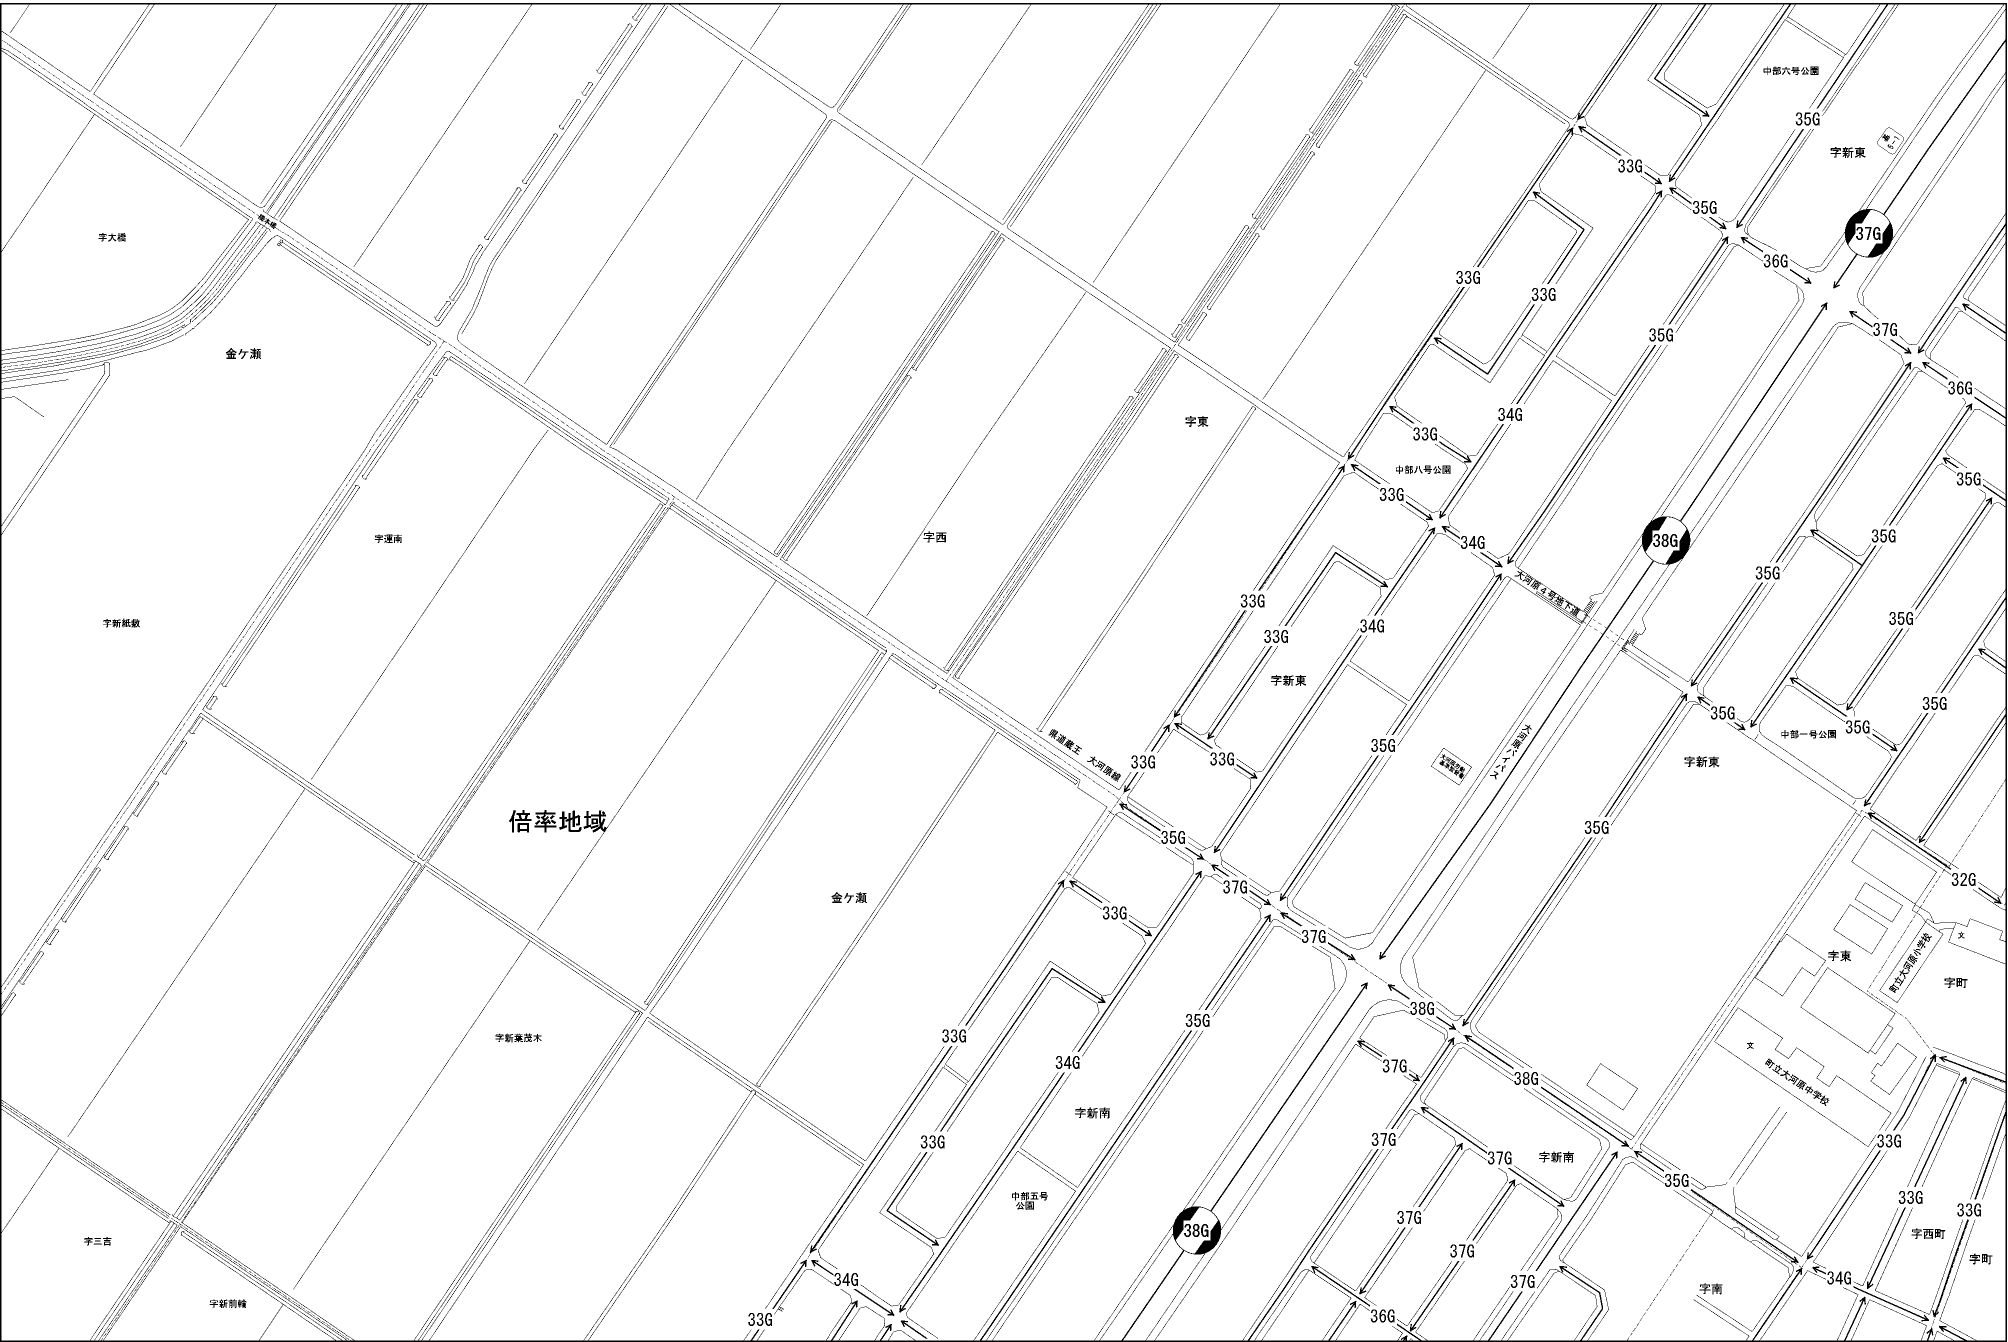 中部六号公園
35G
字新東
33G
35G
37G
字大橋
36G
33G
33G
37G
35G
金ケ瀬
36G
34G
字東
33G
中部八号公園
35G
33G
字運南
字西
34G
38G
35G
35G
大河原4号地下道
33G
35G
字新紙敷
34G
33G
字新東
35G
35G
県道蔵王 大河原線
大河原バイパス
中部一号公園
35G
35G
33G
33G
字新東
倍率地域
35G
35G
32G
37G
金ケ瀬
33G
37G
町立大河原小学校
文
字東
字町
38G
35G
33G
字新葉茂木
文
34G
37G
38G
町立大河原中学校
字新南
33G
37G
33G
37G
字新南
35G
中部五号
公園
33G
33G
38G
37G
字西町
字三吉
37G
字町
34G
37G
34G
字南
字新前輪
33G
36G